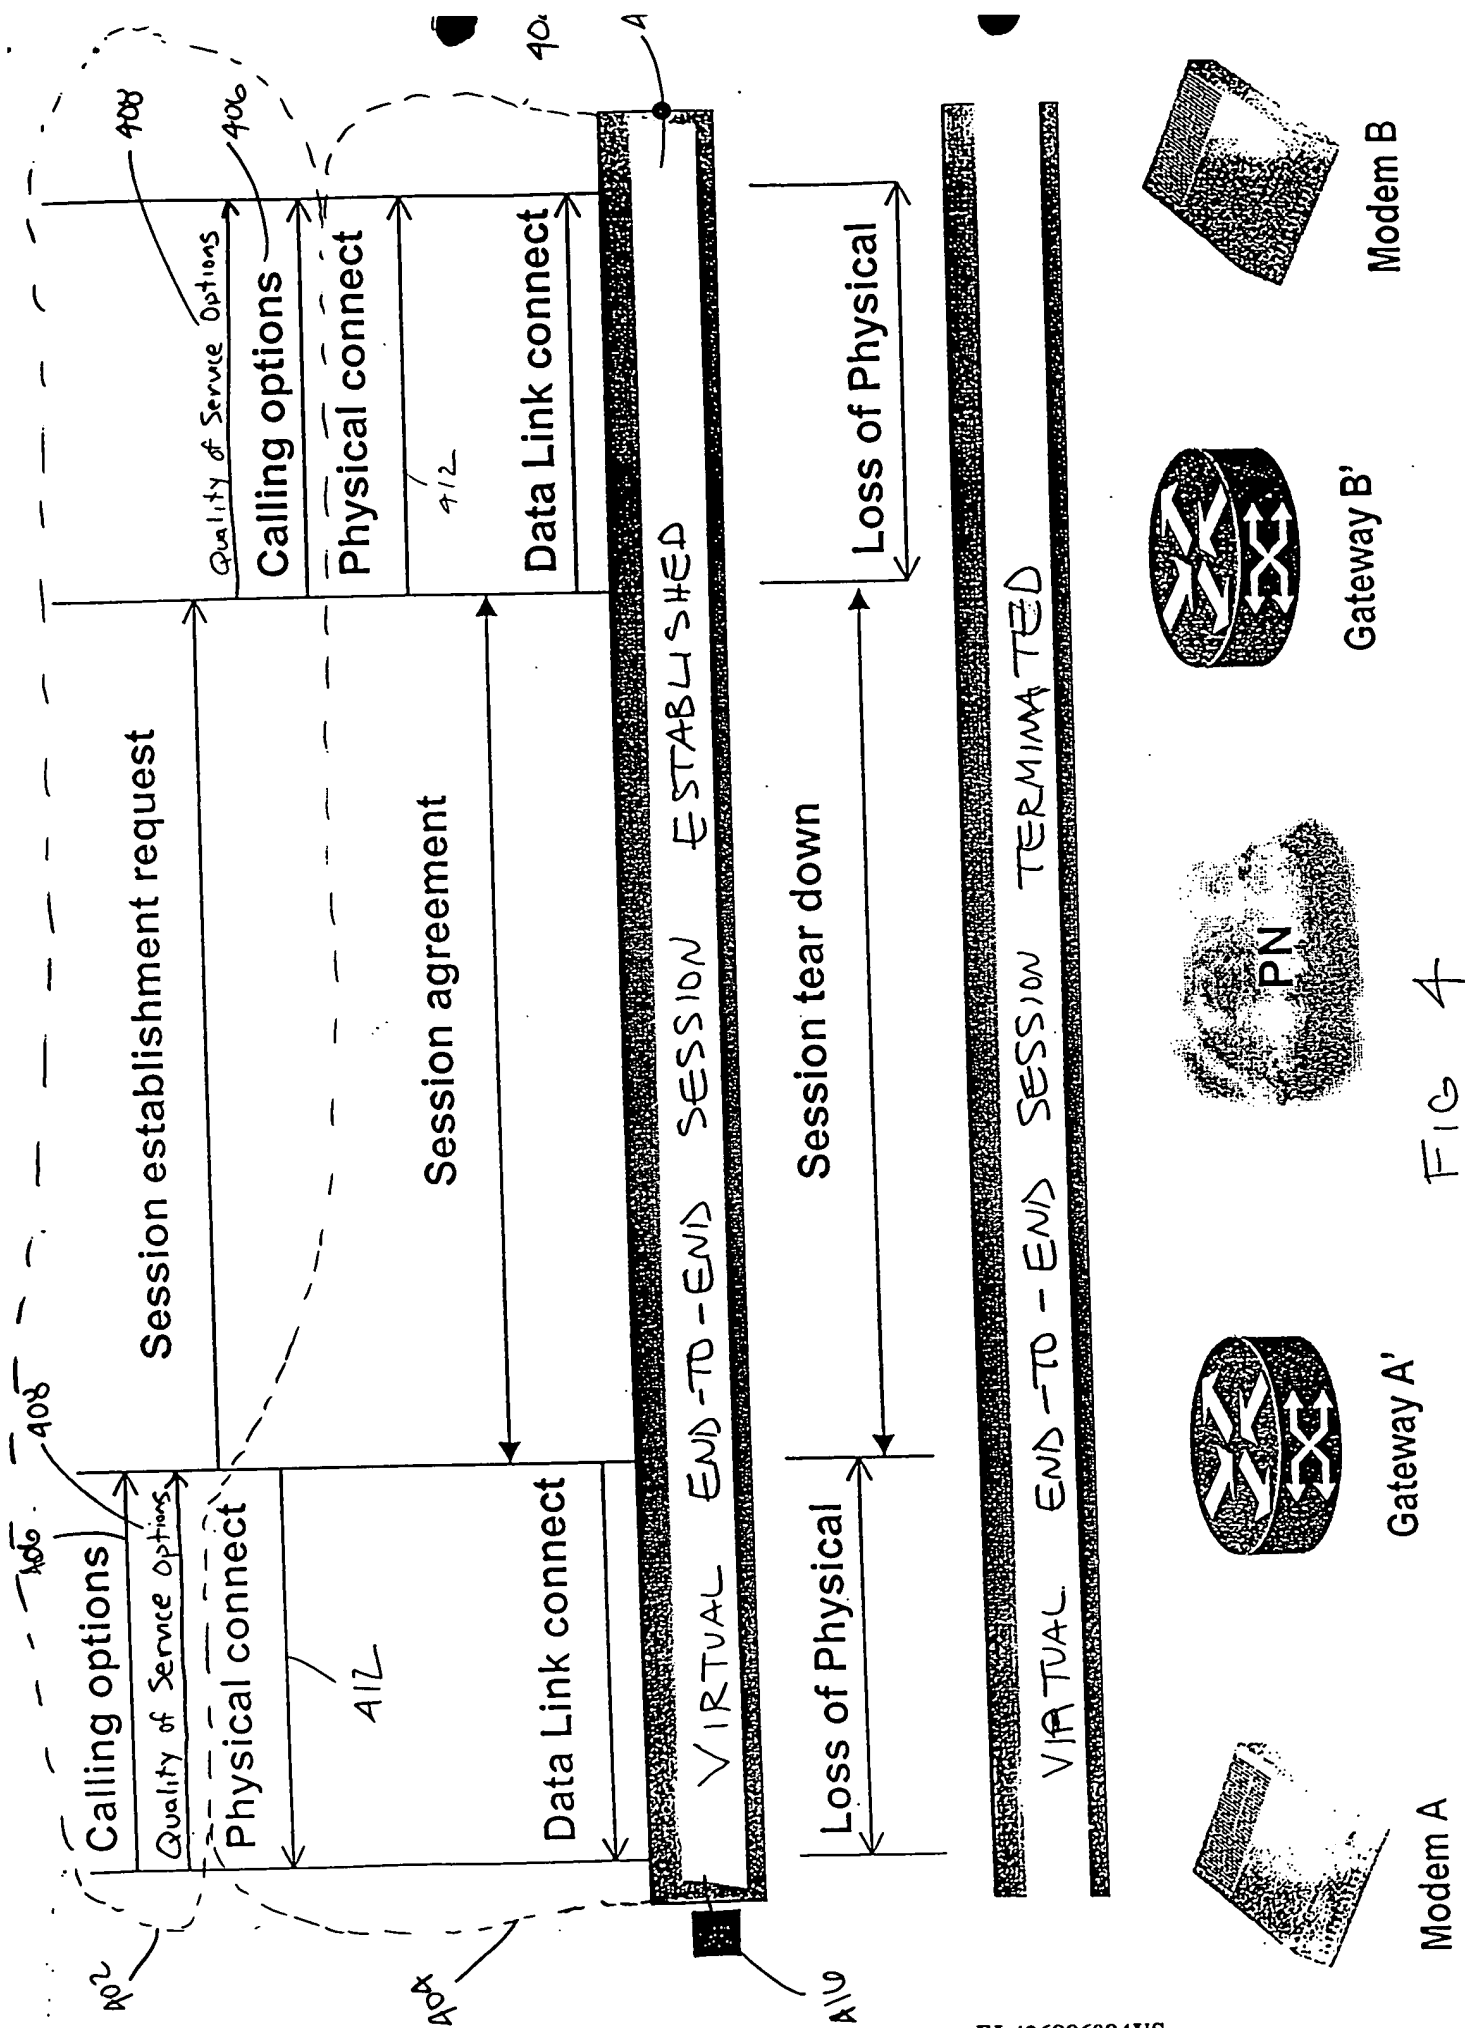 402
406
408
Calling options
Quality of Service Options
Physical connect
412
Data Link connect
404
416
Session establishment request
Session agreement
408
406
Quality of Service Options
Calling options
Physical connect
412
Data Link connect
40
4
VIRTUAL END-TO-END SESSION ESTABLISHED
Loss of Physical
Session tear down
Loss of Physical
VIRTUAL END-TO-END SESSION TERMINATED
Modem A
Gateway A'
PN
Gateway B'
Modem B
FIG 4